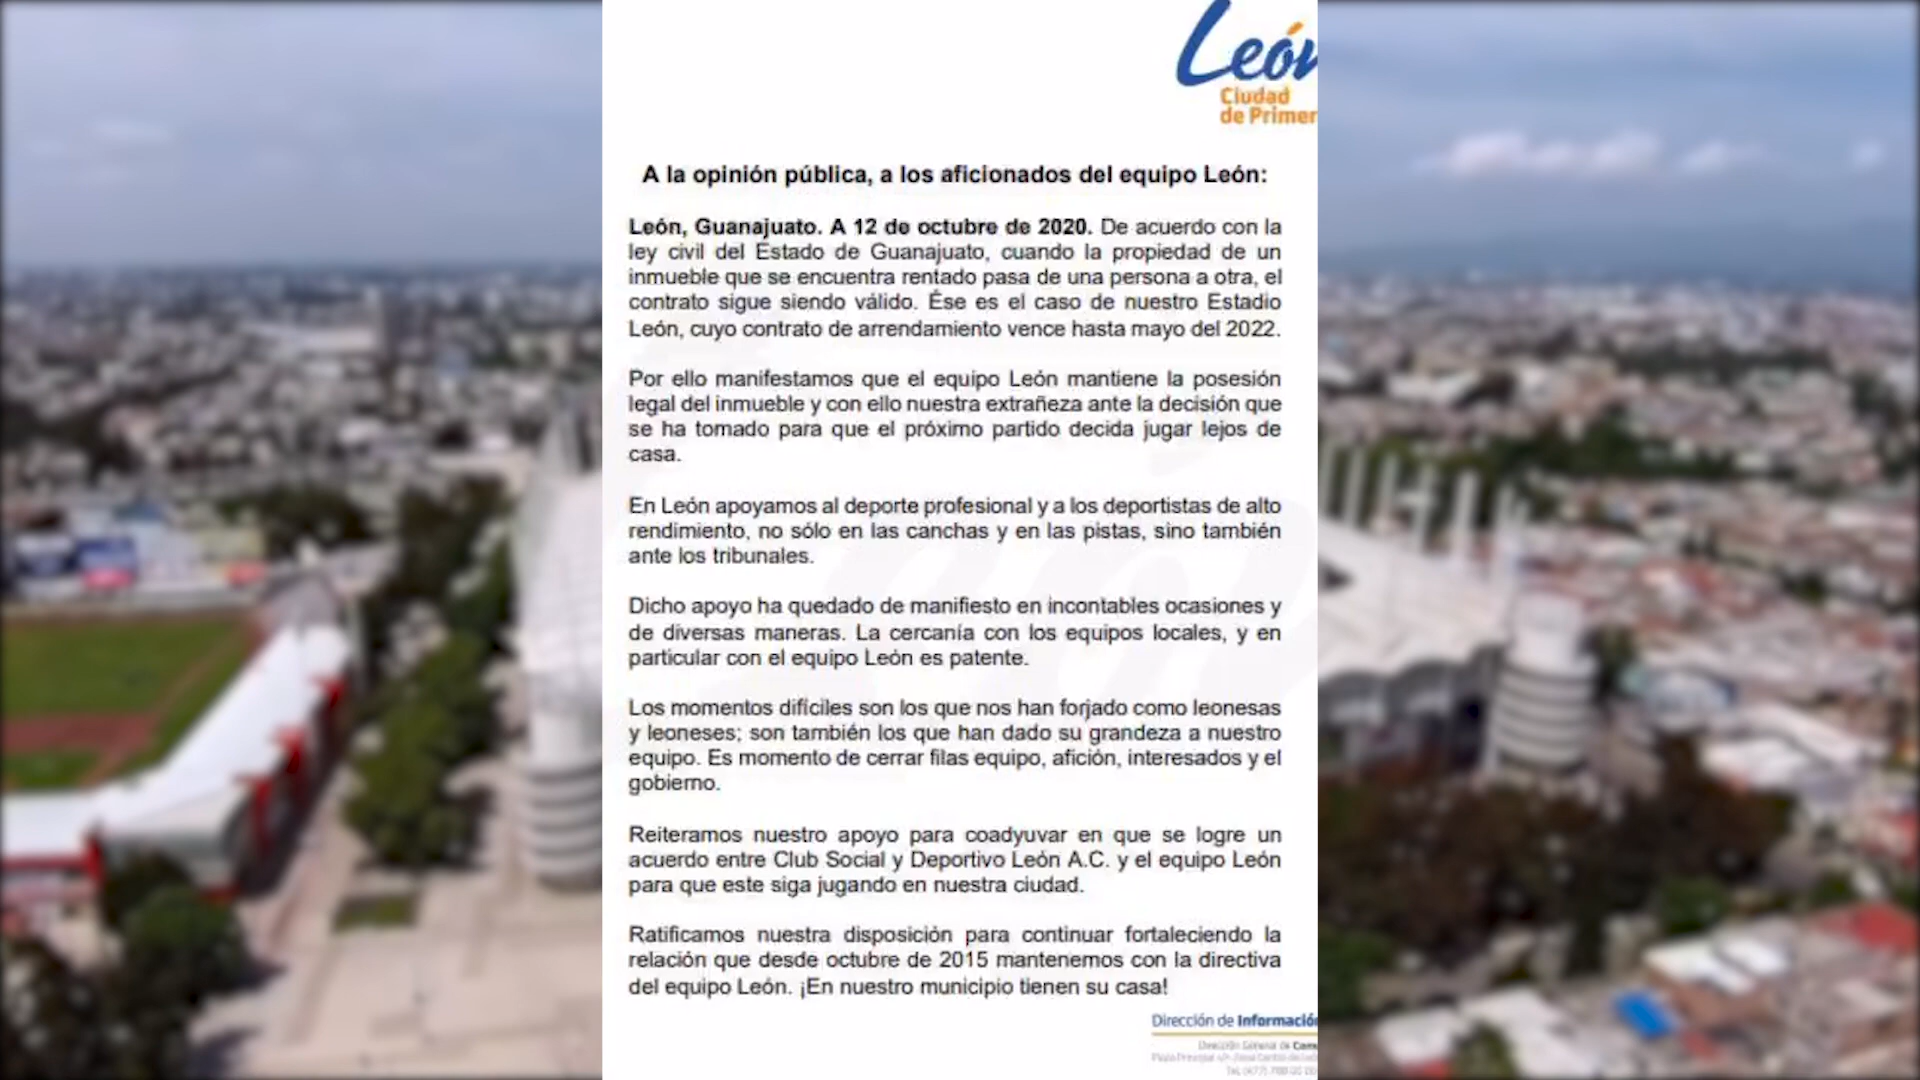 León
Ciudad
de Primer
A la opinión pública, a los aficionados del equipo León:
León, Guanajuato. A 12 de octubre de 2020. De acuerdo con la
ley civil del Estado de Guanajuato, cuando la propiedad de un
inmueble que se encuentra rentado pasa de una persona a otra, el
contrato sigue siendo válido. Ése es el caso de nuestro Estadio
León, cuyo contrato de arrendamiento vence hasta mayo del 2022.
Por ello manifestamos que el equipo León mantiene la posesión
legal del inmueble y con ello nuestra extrañeza ante la decisión que
se ha tomado para que el próximo partido decida jugar lejos de
casa.
En León apoyamos al deporte profesional y a los deportistas de alto
rendimiento, no sólo en las canchas y en las pistas, sino también
ante los tribunales.
Dicho apoyo ha quedado de manifiesto en incontables ocasiones y
de diversas maneras. La cercanía con los equipos locales, y en
particular con el equipo León es patente.
Los momentos difíciles son los que nos han forjado como leonesas
y leoneses; son también los que han dado su grandeza a nuestro
equipo. Es momento de cerrar filas equipo, afición, interesados y el
gobierno.
Reiteramos nuestro apoyo para coadyuvar en que se logre un
acuerdo entre Club Social y Deportivo León A.C. y el equipo León
para que este siga jugando en nuestra ciudad.
Ratificamos nuestra disposición para continuar fortaleciendo la
relación que desde octubre de 2015 mantenemos con la directiva
del equipo León. ¡En nuestro municipio tienen su casa!
Dirección de Información
Dirección General de Com